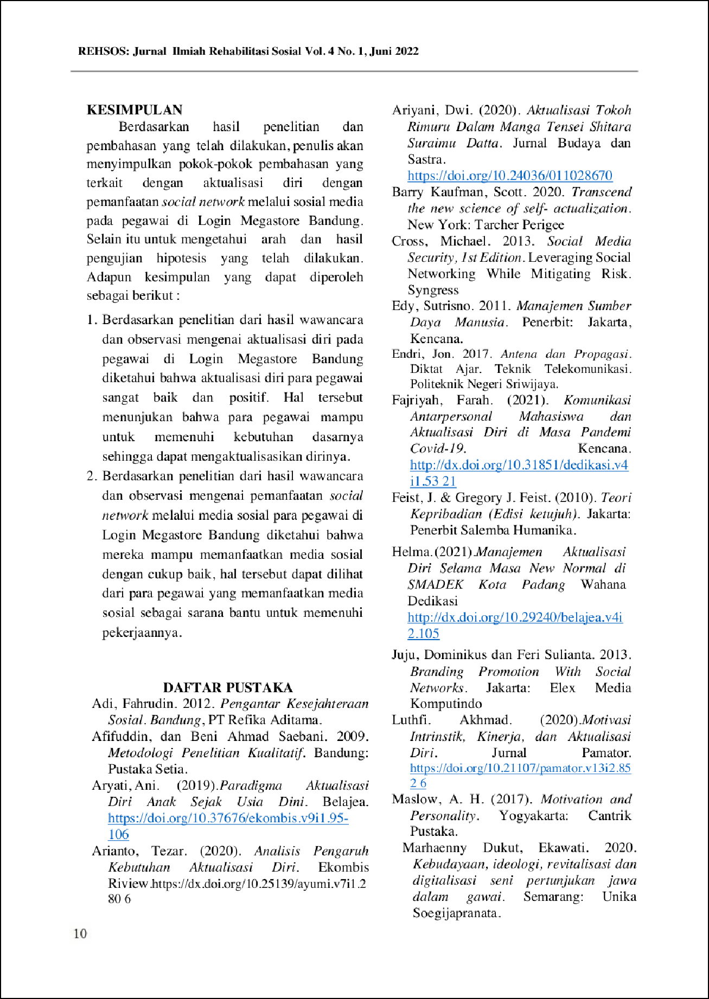 REHSOS: Jurnal Ilmiah Rehabilitasi Sosial Vol. 4 No. 1, Juni 2022
KESIMPULAN
Berdasarkan hasil penelitian dan
pembahasan yang telah dilakukan, penulis akan
menyimpulkan pokok-pokok pembahasan yang
terkait dengan aktualisasi diri dengan
pemanfaatan social network melalui sosial media
pada pegawai di Login Megastore Bandung.
Selain itu untuk mengetahui arah dan hasil
pengujian hipotesis yang telah dilakukan.
Adapun kesimpulan yang dapat diperoleh
sebagai berikut :
1. Berdasarkan penelitian dari hasil wawancara
dan observasi mengenai aktualisasi diri pada
pegawai di Login Megastore Bandung
diketahui bahwa aktualisasi diri para pegawai
sangat baik dan positif. Hal tersebut
menunjukan bahwa para pegawai mampu
untuk memenuhi kebutuhan dasarnya
sehingga dapat mengaktualisasikan dirinya.
2. Berdasarkan penelitian dari hasil wawancara
dan observasi mengenai pemanfaatan social
network melalui media sosial para pegawai di
Login Megastore Bandung diketahui bahwa
mereka mampu memanfaatkan media sosial
dengan cukup baik, hal tersebut dapat dilihat
dari para pegawai yang memanfaatkan media
sosial sebagai sarana bantu untuk memenuhi
pekerjaannya.
DAFTAR PUSTAKA
Adi, Fahrudin. 2012. Pengantar Kesejahteraan
Sosial. Bandung, PT Refika Aditama.
Afifuddin, dan Beni Ahmad Saebani. 2009.
Metodologi Penelitian Kualitatif. Bandung:
Pustaka Setia.
Aryati, Ani. (2019).Paradigma Aktualisasi
Diri Anak Sejak Usia Dini. Belajea.
https://doi.org/10.37676/ekombis.v9i1.95-
106
Arianto, Tezar. (2020). Analisis Pengaruh
Kebutuhan Aktualisasi Diri. Ekombis
Riview.https://dx.doi.org/10.25139/ayumi.v7i1.2
80 6
Ariyani, Dwi. (2020). Aktualisasi Tokoh
Rimuru Dalam Manga Tensei Shitara
Suraimu Datta. Jurnal Budaya dan
Sastra.
https://doi.org/10.24036/011028670
Barry Kaufman, Scott. 2020. Transcend
the new science of self- actualization.
New York: Tarcher Perigee
Cross, Michael. 2013. Social Media
Security, 1st Edition. Leveraging Social
Networking While Mitigating Risk.
Syngress
Edy, Sutrisno. 2011. Manajemen Sumber
Daya Manusia. Penerbit: Jakarta,
Kencana.
Endri, Jon. 2017. Antena dan Propagasi.
Diktat Ajar. Teknik Telekomunikasi.
Politeknik Negeri Sriwijaya.
Fajriyah, Farah. (2021). Komunikasi
Antarpersonal Mahasiswa dan
Aktualisasi Diri di Masa Pandemi
Covid-19. Kencana.
http://dx.doi.org/10.31851/dedikasi.v4
i1.53 21
Feist, J. & Gregory J. Feist. (2010). Teori
Kepribadian (Edisi ketujuh). Jakarta:
Penerbit Salemba Humanika.
Helma.(2021).Manajemen Aktualisasi
Diri Selama Masa New Normal di
SMADEK Kota Padang Wahana
Dedikasi
http://dx.doi.org/10.29240/belajea.v4i
2.105
Juju, Dominikus dan Feri Sulianta. 2013.
Branding Promotion With Social
Networks. Jakarta: Elex Media
Komputindo
Luthfi. Akhmad. (2020).Motivasi
Intrinstik, Kinerja, dan Aktualisasi
Diri. Jurnal Pamator.
https://doi.org/10.21107/pamator.v13i2.85
2 6
Maslow, A. H. (2017). Motivation and
Personality. Yogyakarta: Cantrik
Pustaka.
Marhaenny Dukut, Ekawati. 2020.
Kebudayaan, ideologi, revitalisasi dan
digitalisasi seni pertunjukan jawa
dalam gawai. Semarang: Unika
Soegijapranata.
10